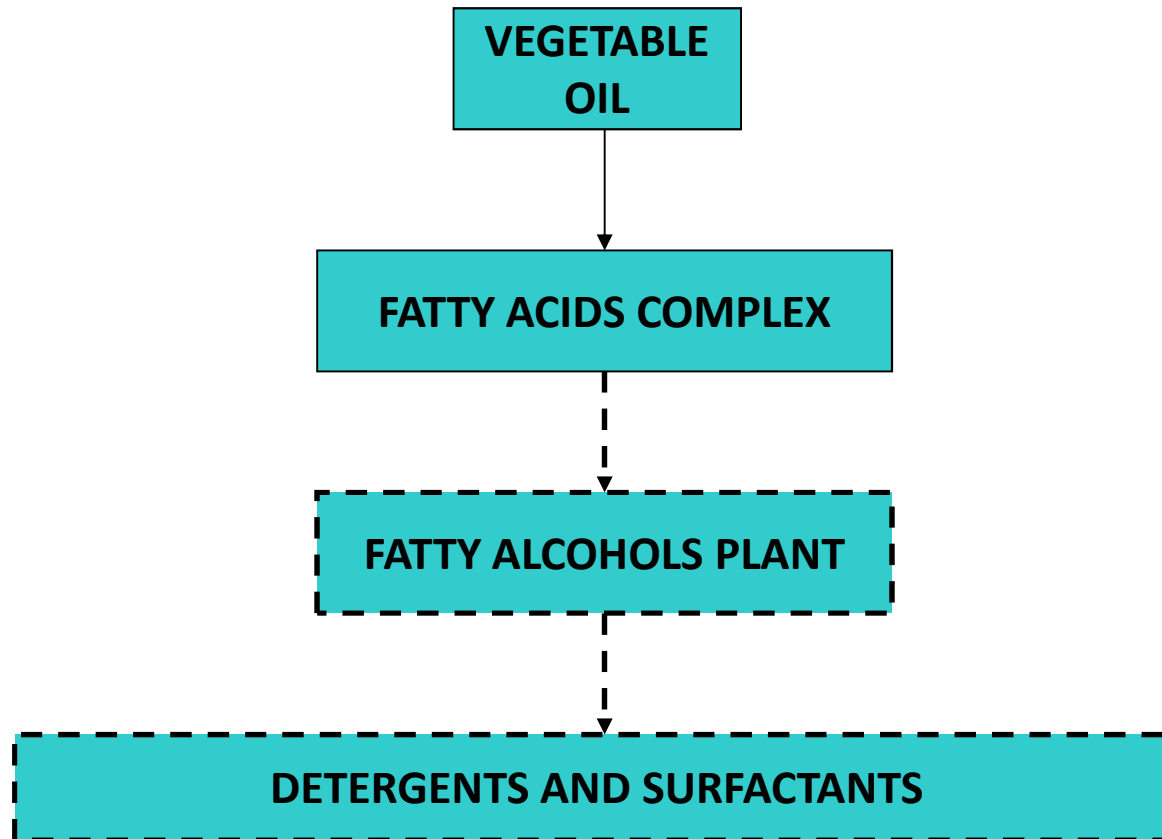 VEGETABLE
OIL
FATTY ACIDS COMPLEX
FATTY ALCOHOLS PLANT
DETERGENTS AND SURFACTANTS